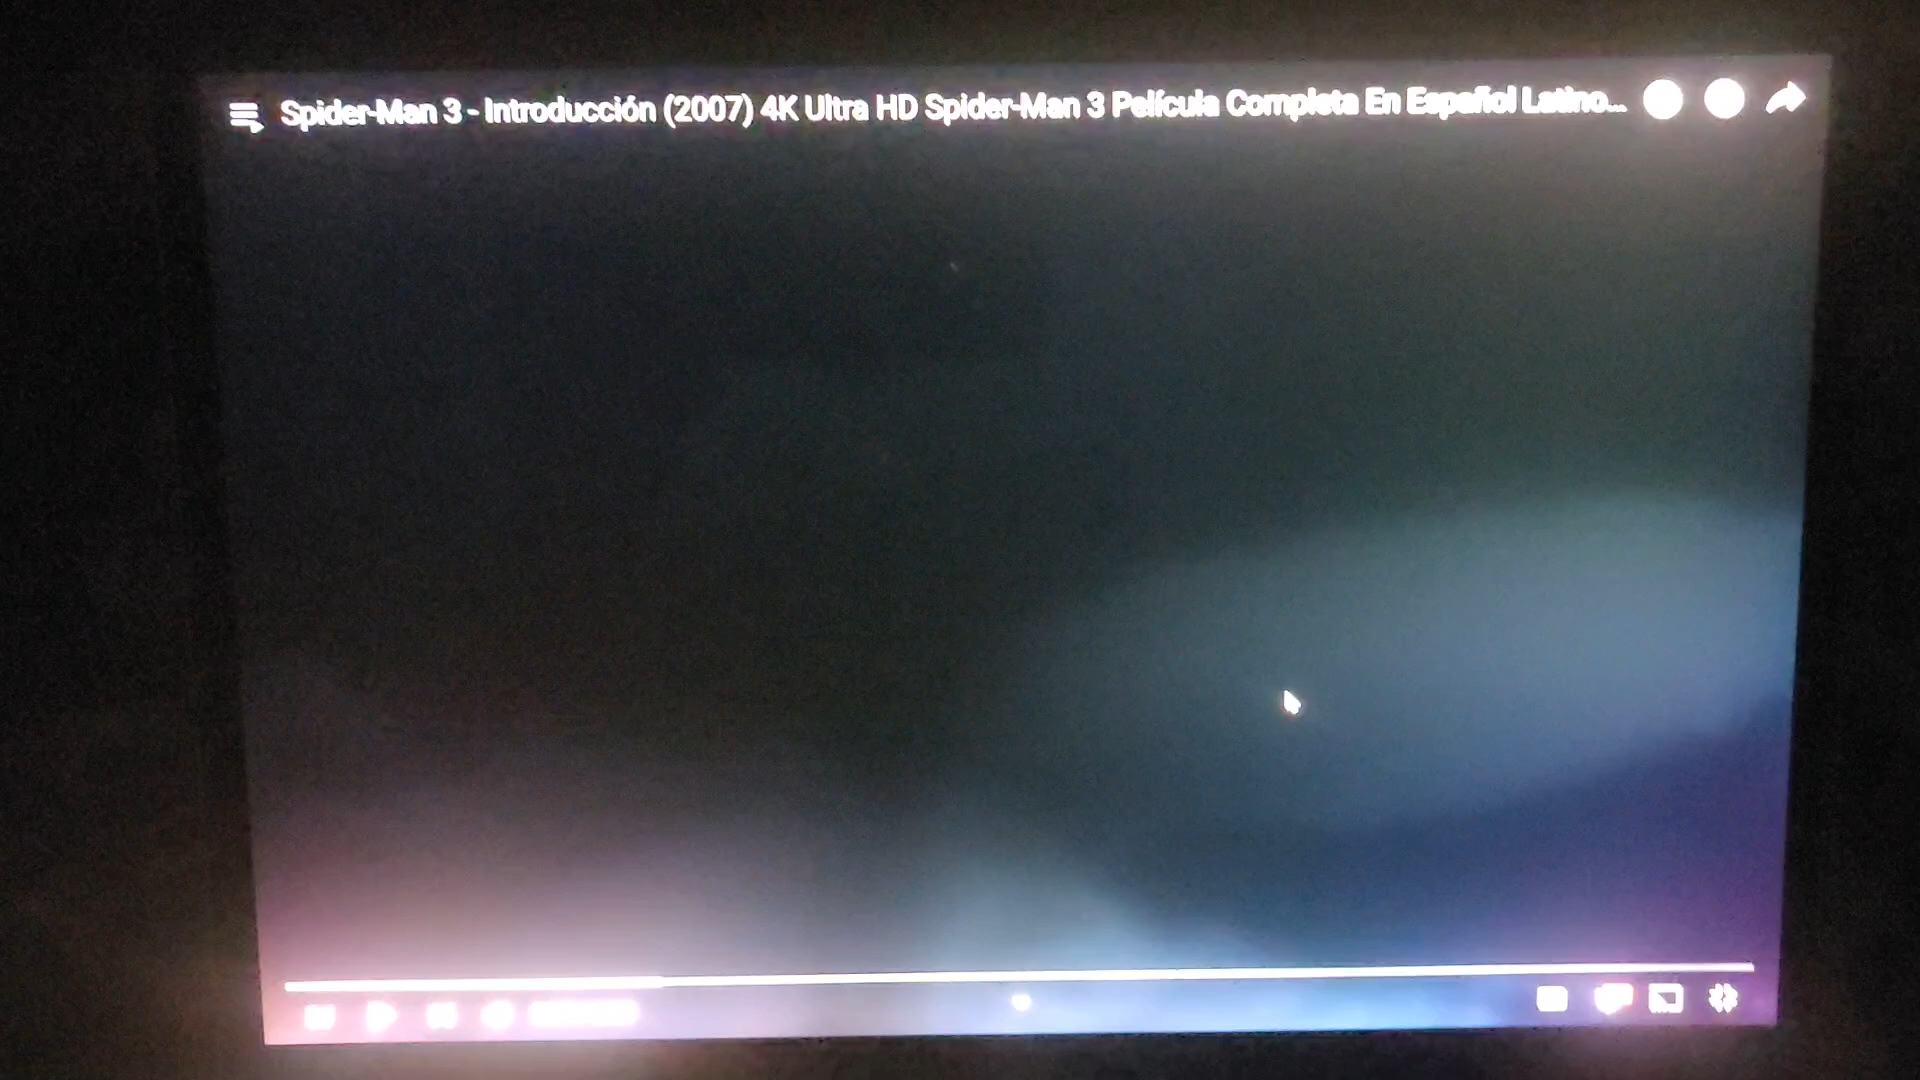 Spider-Man 3 - Introducción (2007) 4K Ultra HD Spider-Man 3 Película Completa En Español Latino...